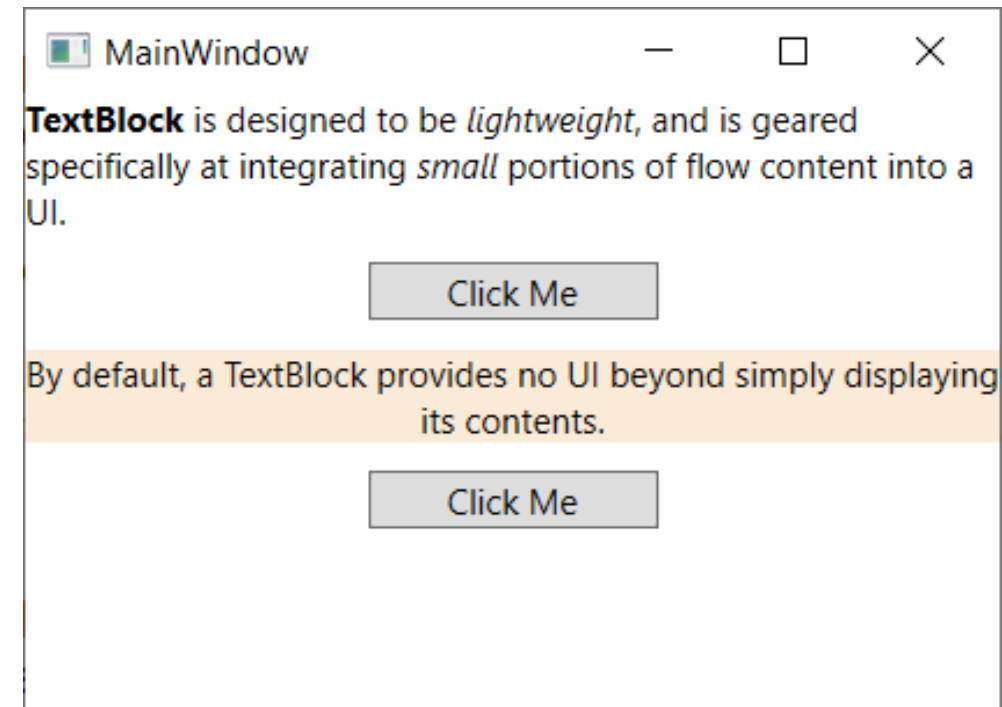 MainWindow
TextBlock is designed to be lightweight, and is geared
specifically at integrating small portions of flow content into a
UI.
Click Me
By default, a TextBlock provides no UI beyond simply displaying
its contents.
Click Me